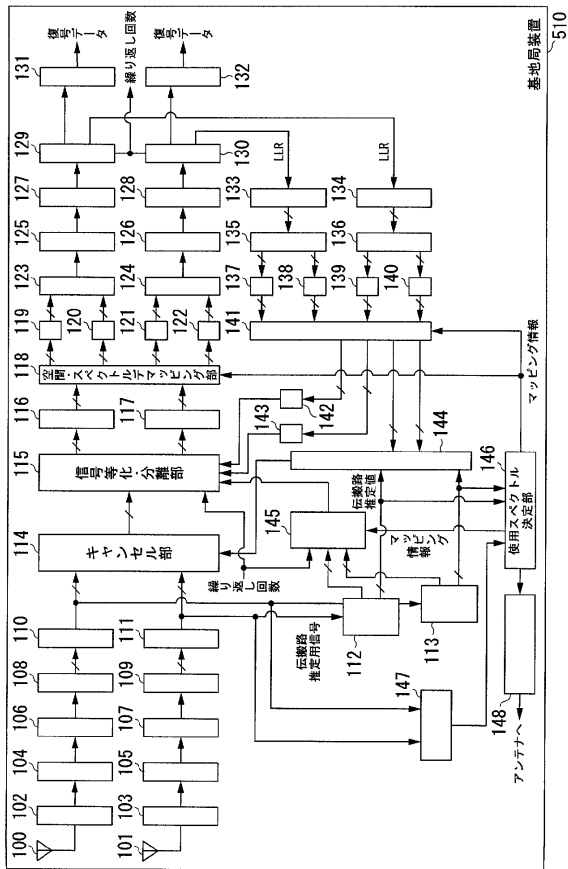 100
102
104
106
108
110
114
キャンセル部
115
信号等化・分離部
116
118
空間・スペクトルデマッピング部
119
120
123
125
127
129
131
復号データ
繰り返し回数
101
103
105
107
109
111
117
121
122
124
126
128
130
132
復号データ
LLR
LLR
133
134
135
136
137
138
139
140
141
142
143
144
145
伝搬路
推定値
マッピング
情報
繰り返し回数
伝搬路
推定用信号
112
113
146
使用スペクトル
決定部
マッピング情報
147
148
アンテナへ
基地局装置
510